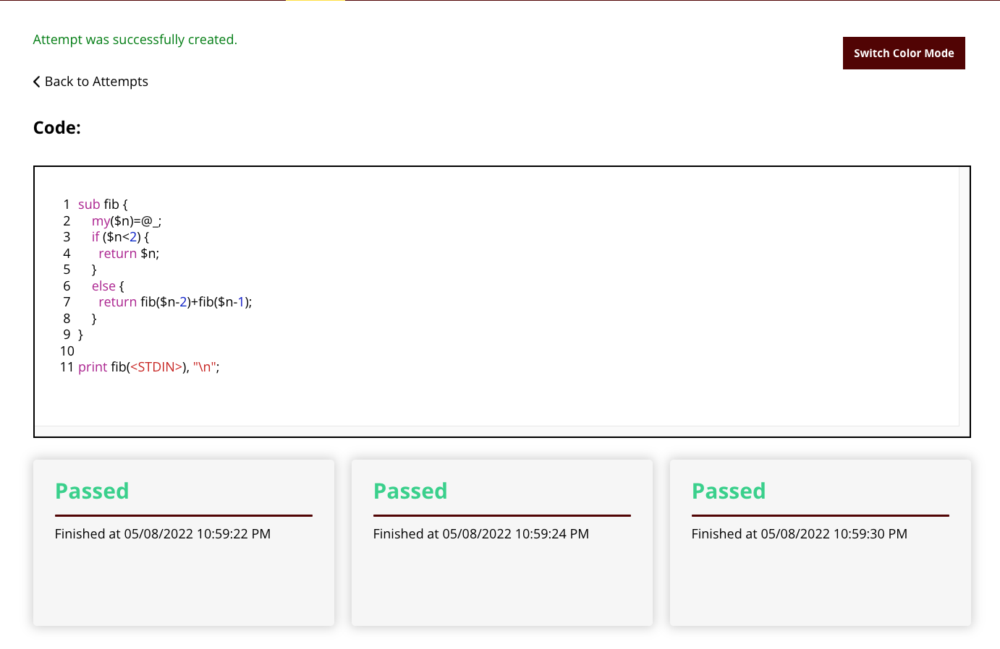 Attempt was successfully created.
Switch Color Mode
Back to Attempts
Code:
1 sub fib {
2     my($n)=@_;
3     if ($n<2) {
4       return $n;
5     }
6     else {
7       return fib($n-2)+fib($n-1);
8     }
9 }
10
11 print fib(<STDIN>), "\n";
Passed
Finished at 05/08/2022 10:59:22 PM
Passed
Finished at 05/08/2022 10:59:24 PM
Passed
Finished at 05/08/2022 10:59:30 PM